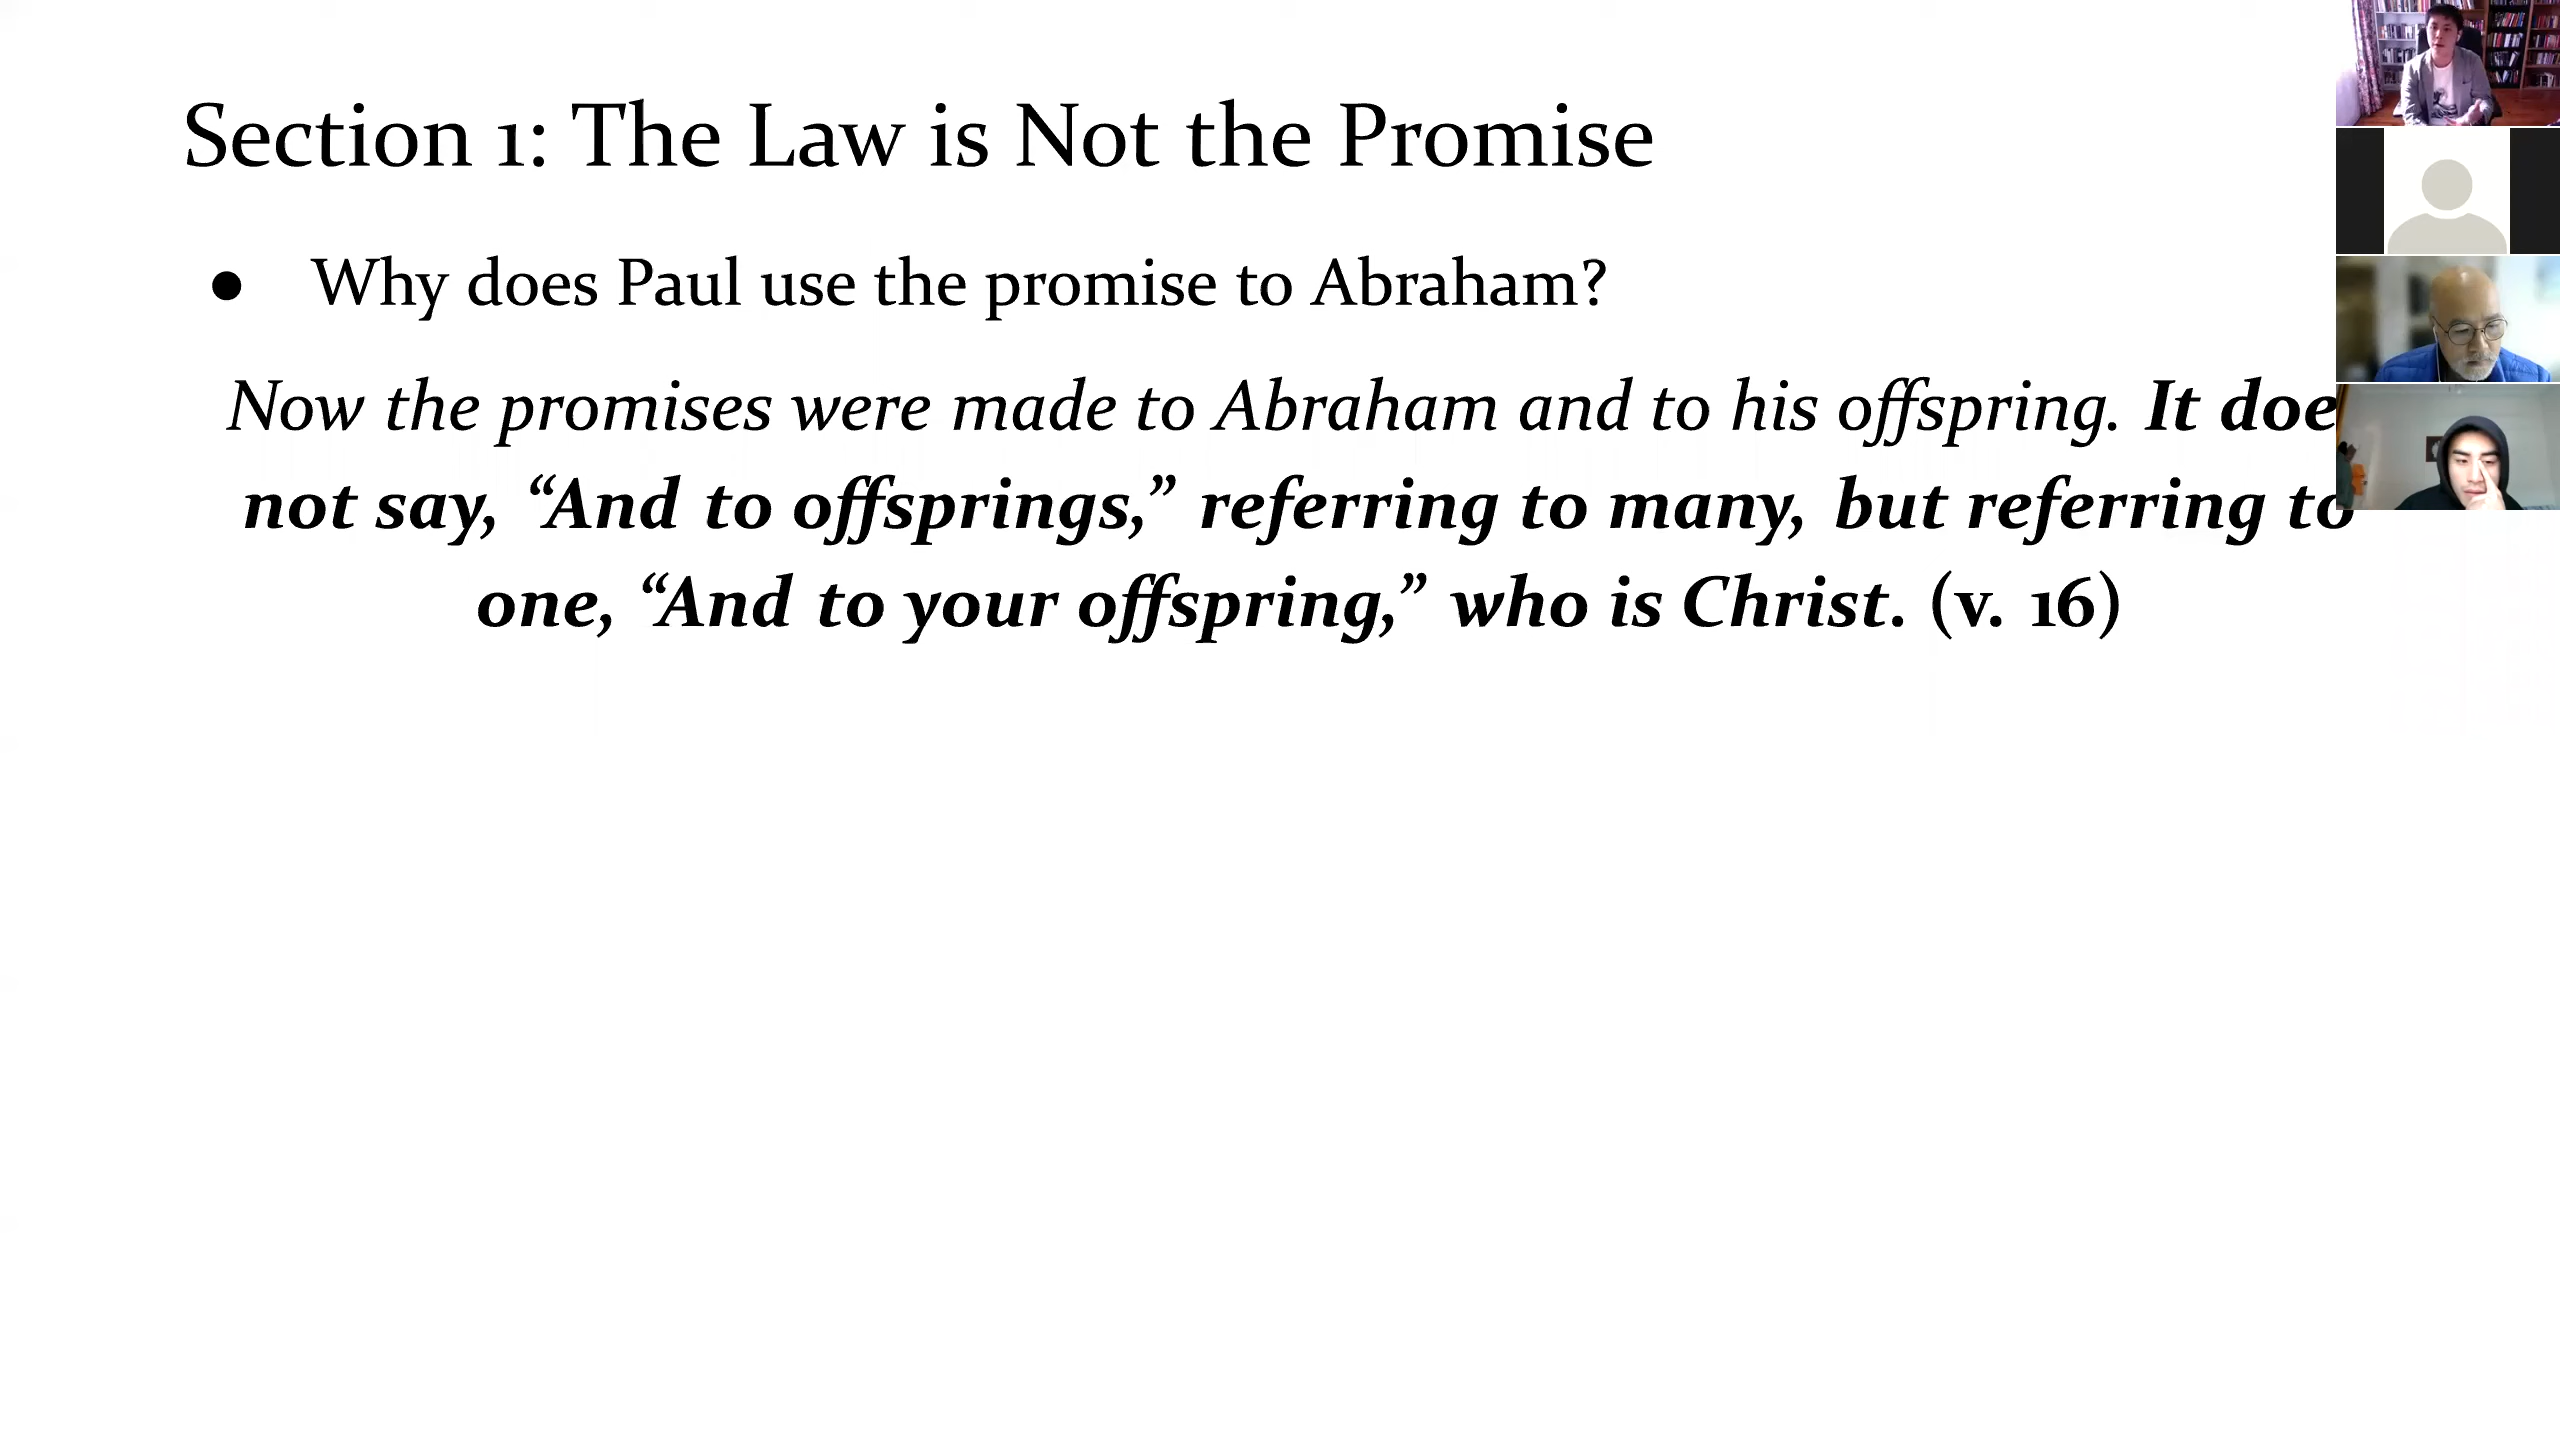 Section 1: The Law is Not the Promise
● Why does Paul use the promise to Abraham?
Now the promises were made to Abraham and to his offspring. It
not say, “And to offsprings,” referring to many, but referring to
one, “And to your offspring,” who is Christ. (v. 16)